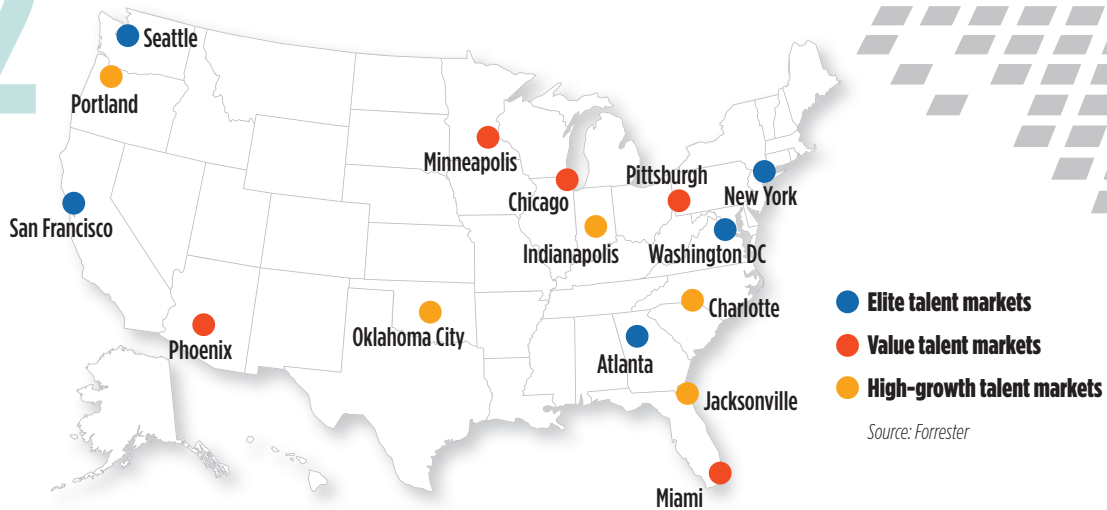 2
Seattle
Portland
Minneapolis
Pittsburgh
Chicago
New York
San Francisco
Indianapolis
Washington DC
Elite talent markets
Charlotte
Oklahoma City
Phoenix
Value talent markets
Atlanta
High-growth talent markets
Jacksonville
Source: Forrester
Miami